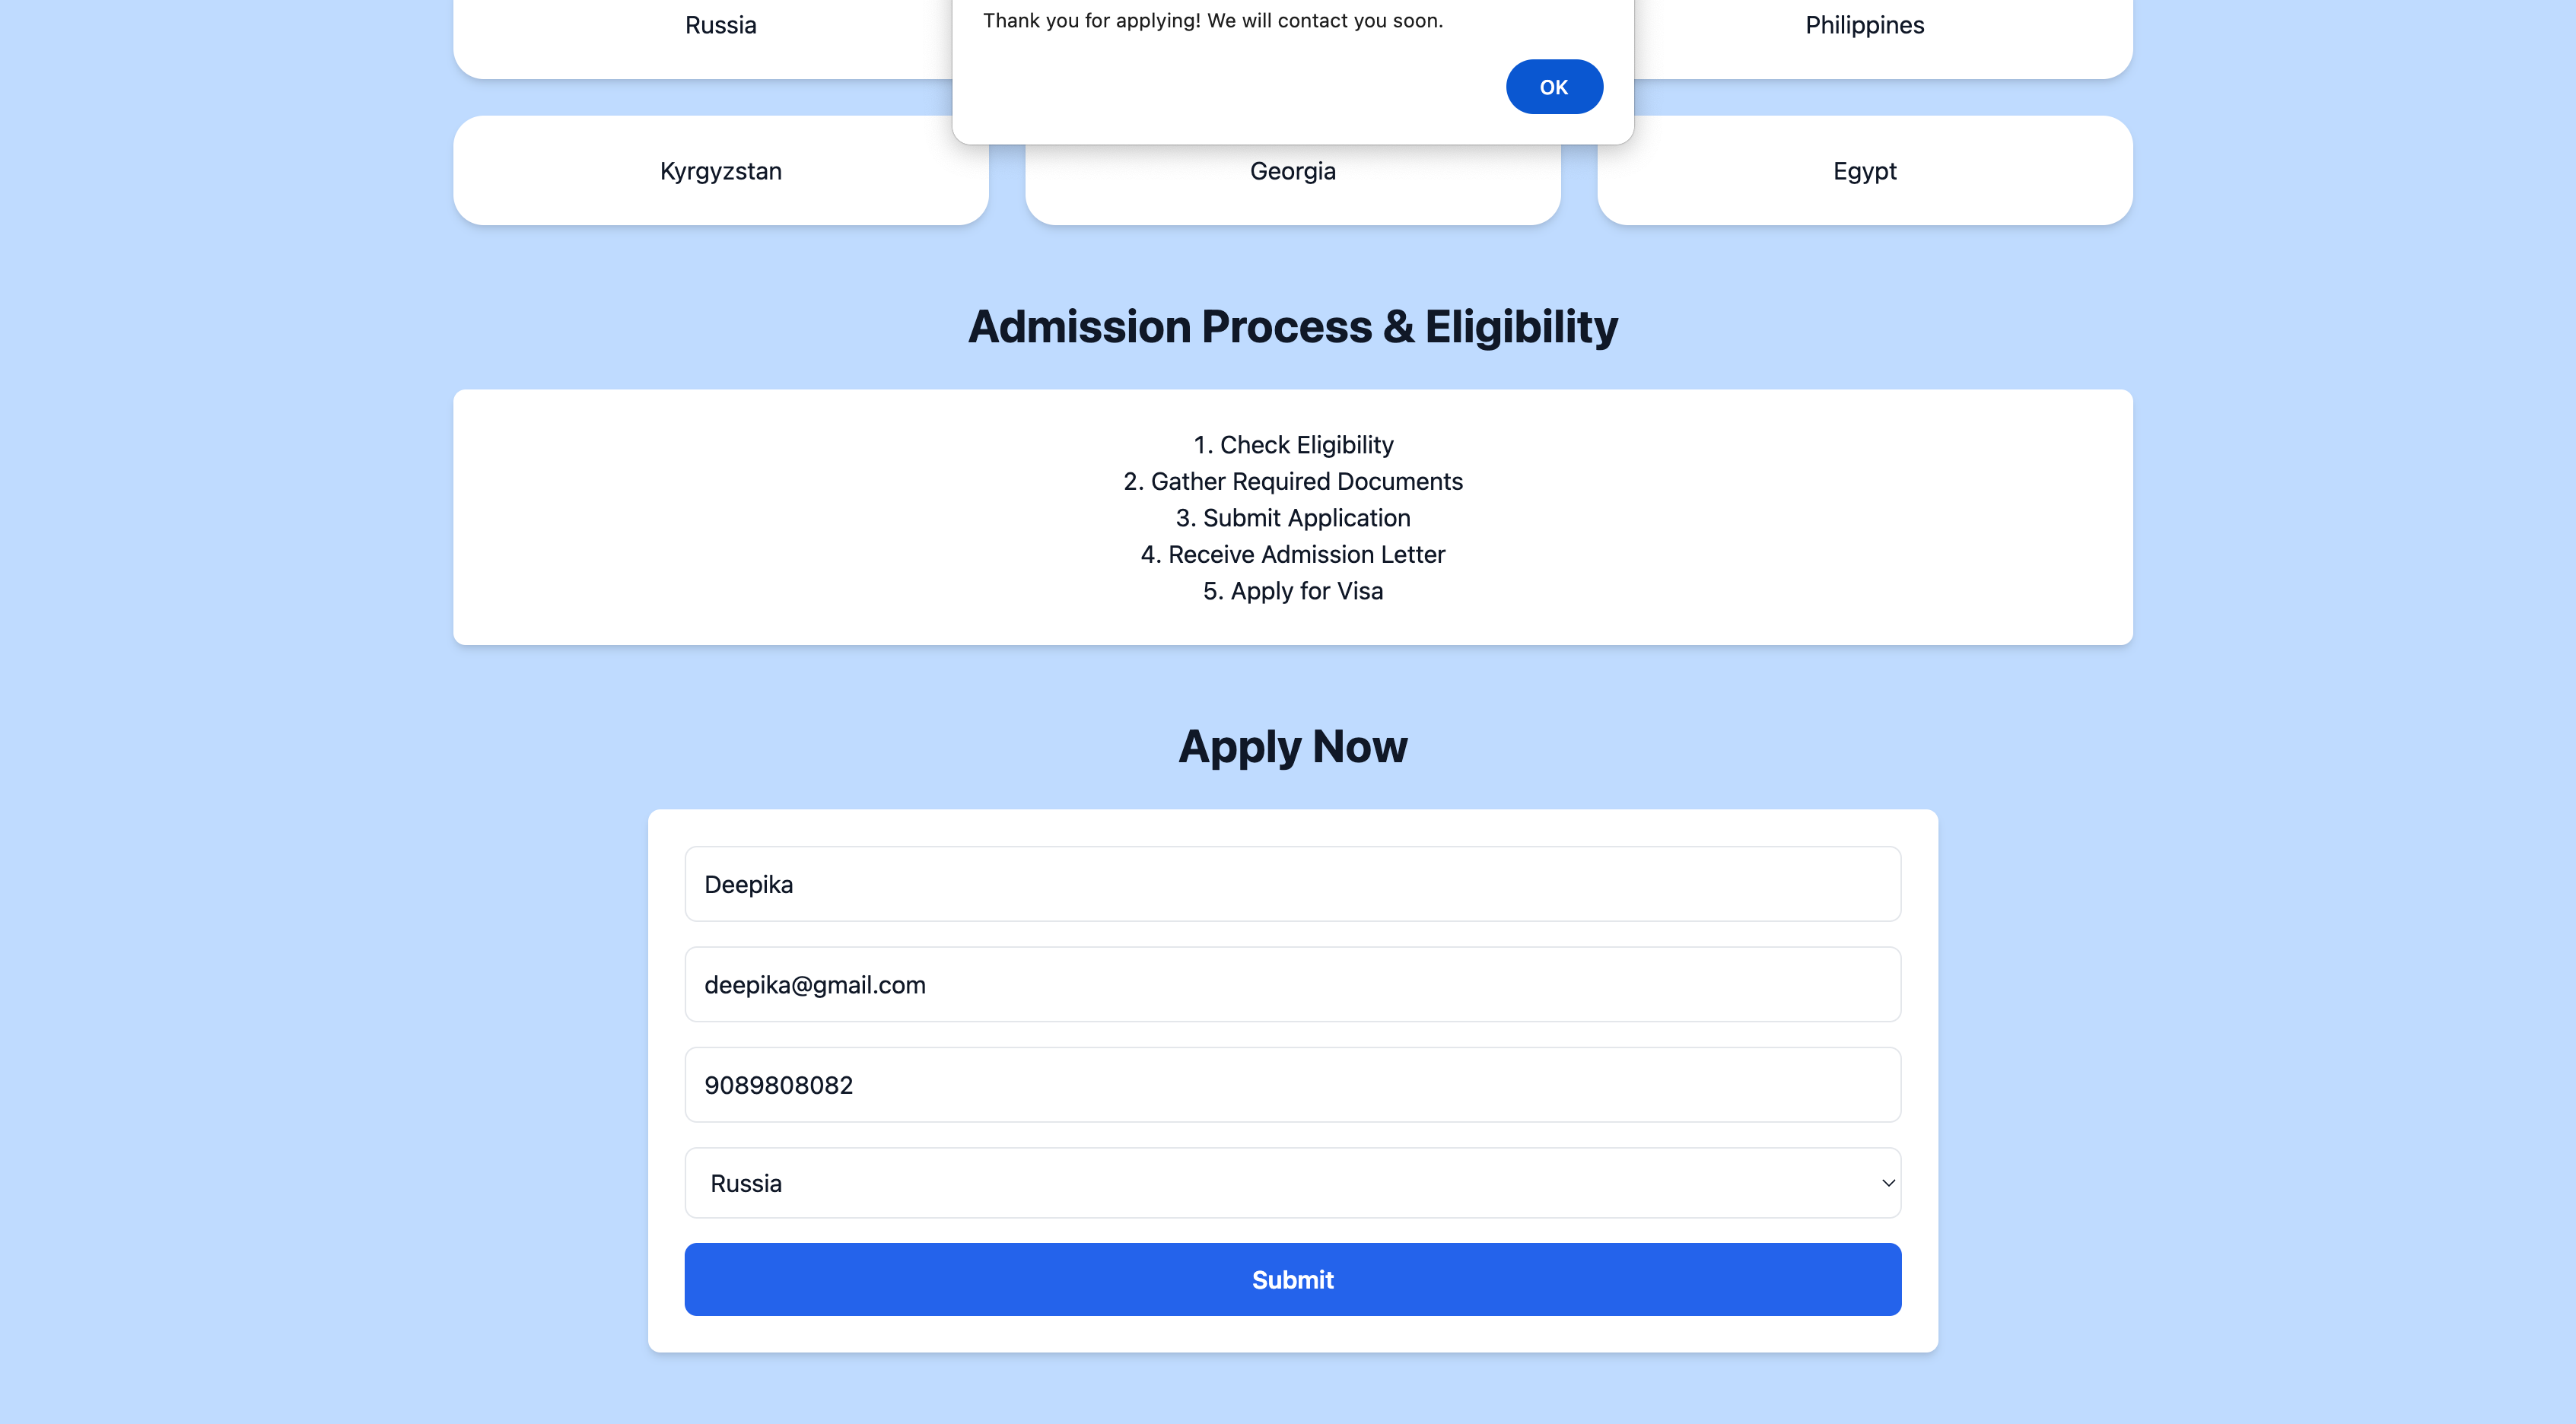 Thank you for applying! We will contact you soon.
OK
Russia
Philippines
Kyrgyzstan
Georgia
Egypt
Admission Process & Eligibility
1. Check Eligibility
2. Gather Required Documents
3. Submit Application
4. Receive Admission Letter
5. Apply for Visa
Apply Now
Deepika
deepika@gmail.com
9089808082
Russia
Submit